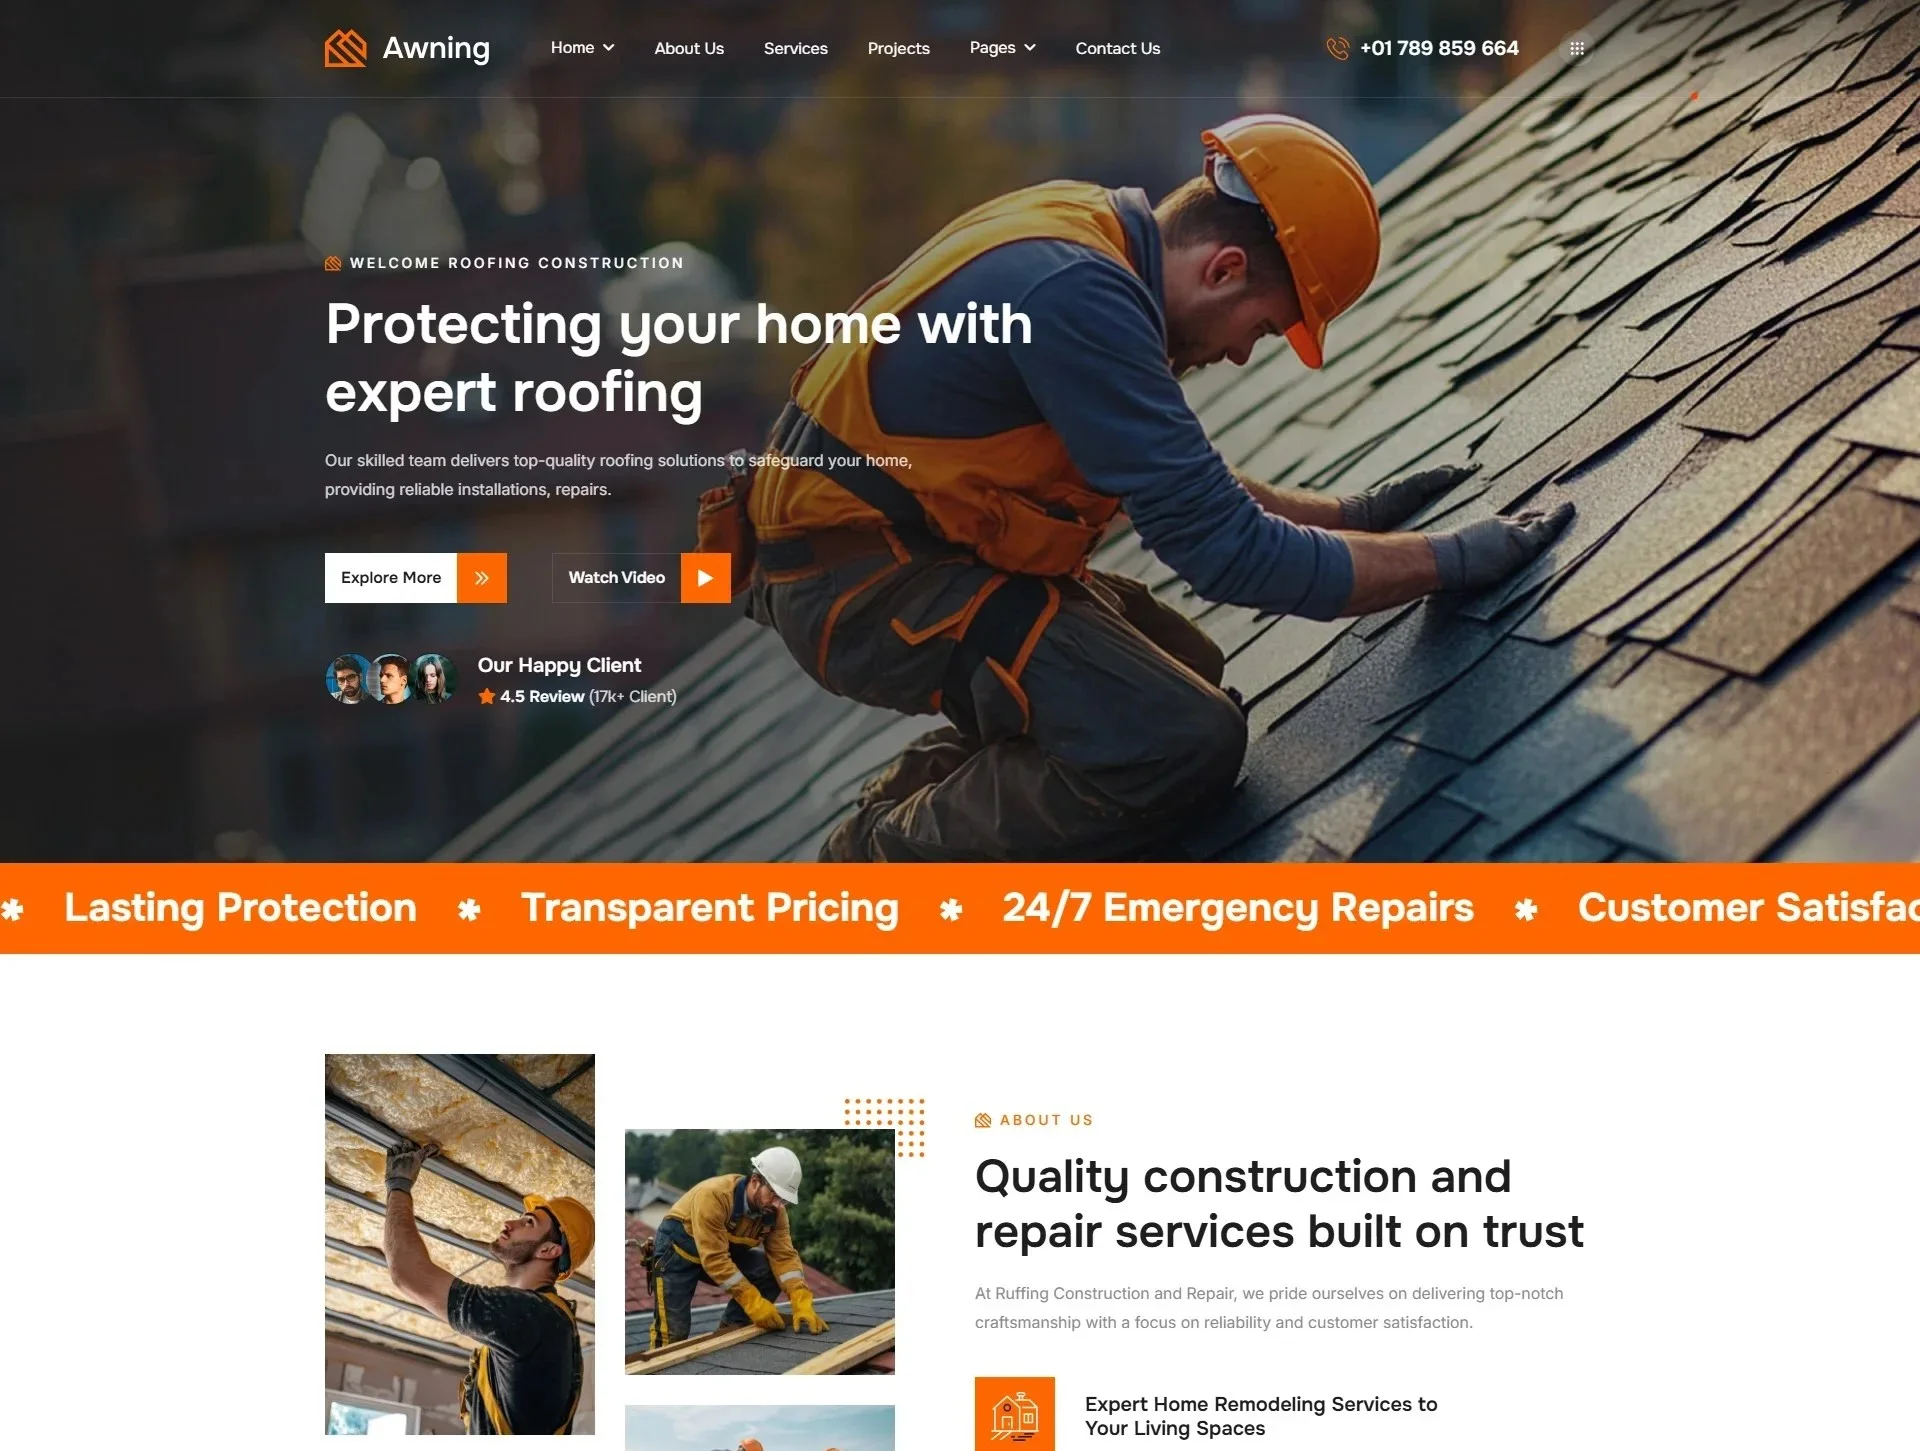 Awning
Home
About Us
Services
Projects
Pages
Contact Us
+01 789 859 664
WELCOME ROOFING CONSTRUCTION
Protecting your home with
expert roofing
Our skilled team delivers top-quality roofing solutions to safeguard your home,
providing reliable installations, repairs.
Explore More
Watch Video
Our Happy Client
4.5 Review (17k+ Client)
* Lasting Protection * Transparent Pricing * 24/7 Emergency Repairs * Customer Satisfac
ABOUT US
Quality construction and
repair services built on trust
At Ruffing Construction and Repair, we pride ourselves on delivering top-notch
craftsmanship with a focus on reliability and customer satisfaction.
Expert Home Remodeling Services to
Your Living Spaces